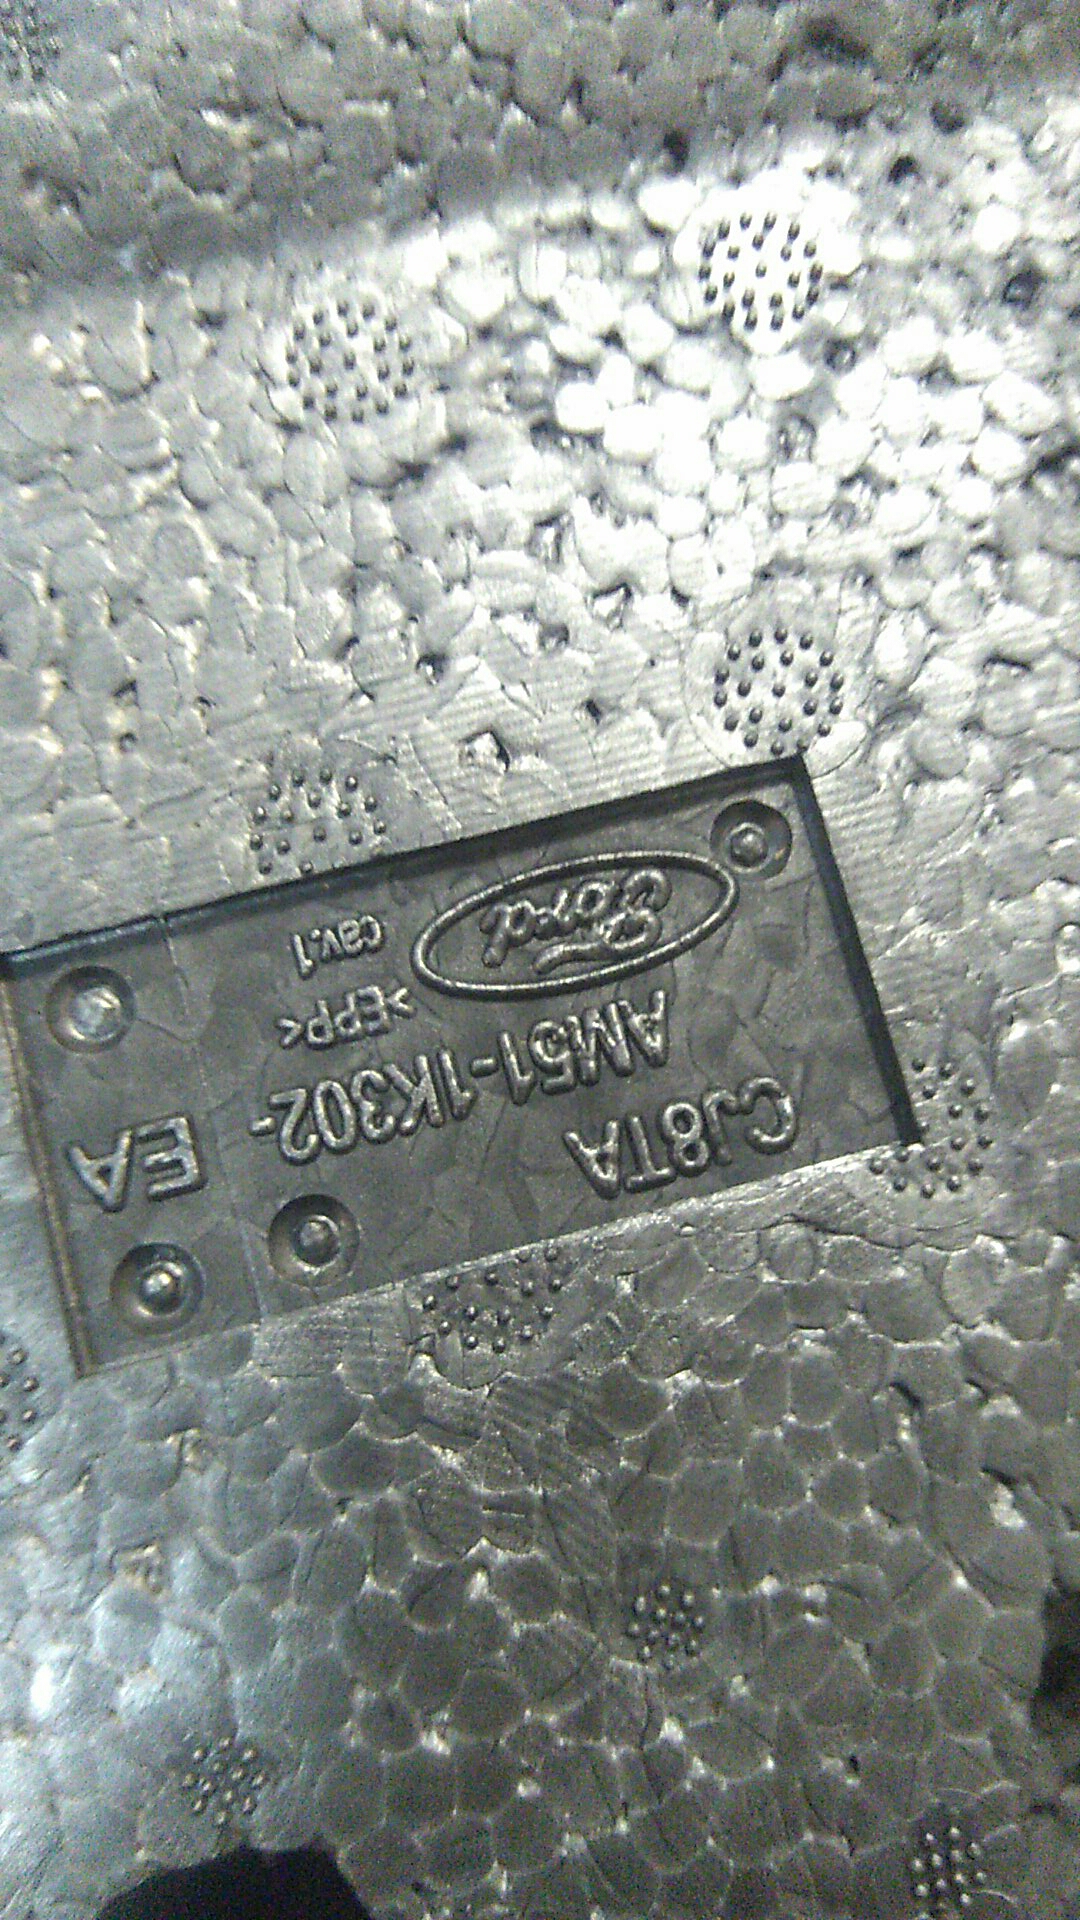 CJ8TA
AM51-1K302- EA
>EPP<
Ford cav.1